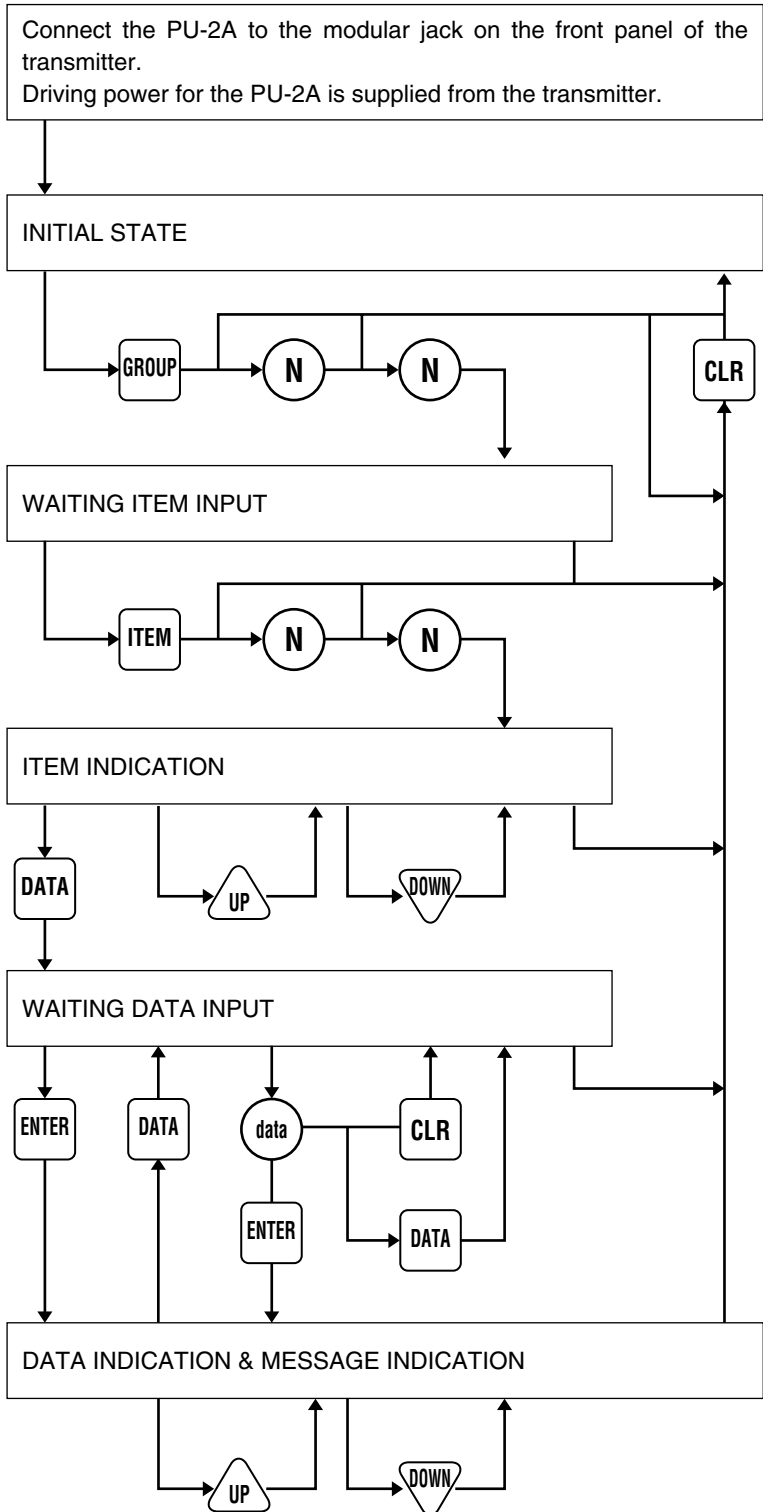 Connect the PU-2A to the modular jack on the front panel of the
transmitter.
Driving power for the PU-2A is supplied from the transmitter.
INITIAL STATE
GROUP
N
N
CLR
WAITING ITEM INPUT
ITEM
N
N
ITEM INDICATION
DATA
UP
DOWN
WAITING DATA INPUT
ENTER
DATA
data
CLR
ENTER
DATA
DATA INDICATION & MESSAGE INDICATION
UP
DOWN